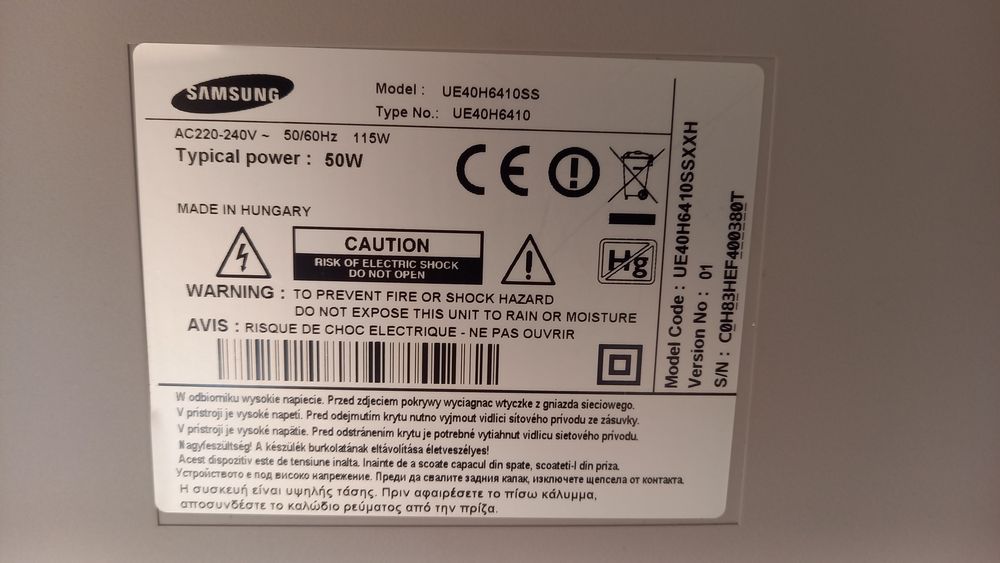 SAMSUNG
Model : UE40H6410SS
Type No.: UE40H6410
AC220-240V ~ 50/60Hz 115W
Typical power : 50W
CE
MADE IN HUNGARY
CAUTION
RISK OF ELECTRIC SHOCK
DO NOT OPEN
Hg
WARNING : TO PREVENT FIRE OR SHOCK HAZARD
DO NOT EXPOSE THIS UNIT TO RAIN OR MOISTURE
AVIS : RISQUE DE CHOC ELECTRIQUE - NE PAS OUVRIR
Model Code : UE40H6410SSXXH
Version No : 01
S/N : C0H83HEF400380T
W odbiorniku wysokie napiecie. Przed zdjeciem pokrywy wyciagnac wtyczke z gniazda sieciowego.
V pristroji je vysoké napetí. Pred odejmutím krytu nutno vyjmout vidlici sítového prívodu ze zásuvky.
V prístroji je vysoké napätie. Pred odstránením krytu je potrebné vytiahnut vidlicu sietového prívodu.
Nagyfeszültség! A készülék burkolatának eltávolítása életveszélyes!
Acest dispozitiv este de tensiune inalta. Inainte de a scoate capacul din spate, scoateti-l din priza.
Устройството е под високо напрежение. Преди да свалите задния капак, изключете щепсела от контакта.
Η συσκευή είναι υψηλής τάσης. Πριν αφαιρέσετε το πίσω κάλυμμα,
αποσυνδέστε το καλώδιο ρεύματος από την πρίζα.